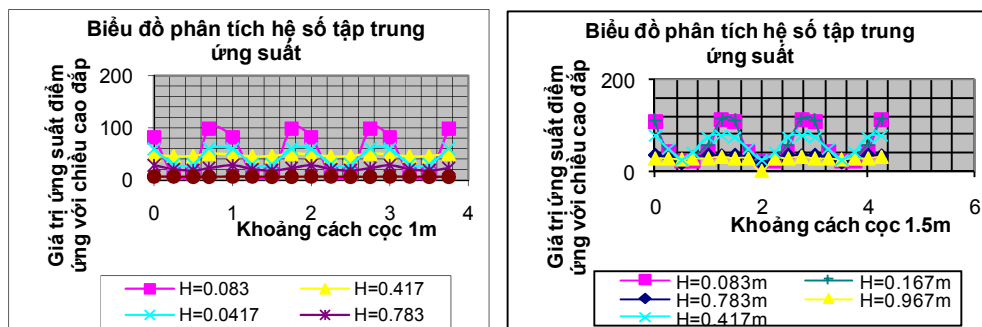 Biểu đồ phân tích hệ số tập trung
ứng suất
Giá trị ứng suất điểm
ứng với chiều cao đắp
200
100
0
0 1 2 3 4
Khoảng cách cọc 1m
H=0.083
H=0.417
H=0.0417
H=0.783
Biểu đồ phân tích hệ số tập trung
ứng suất
Giá trị ứng suất điểm
ứng với chiều cao đắp
200
0
0 2 4 6
Khoảng cách cọc 1.5m
H=0.083m
H=0.167m
H=0.783m
H=0.967m
H=0.417m